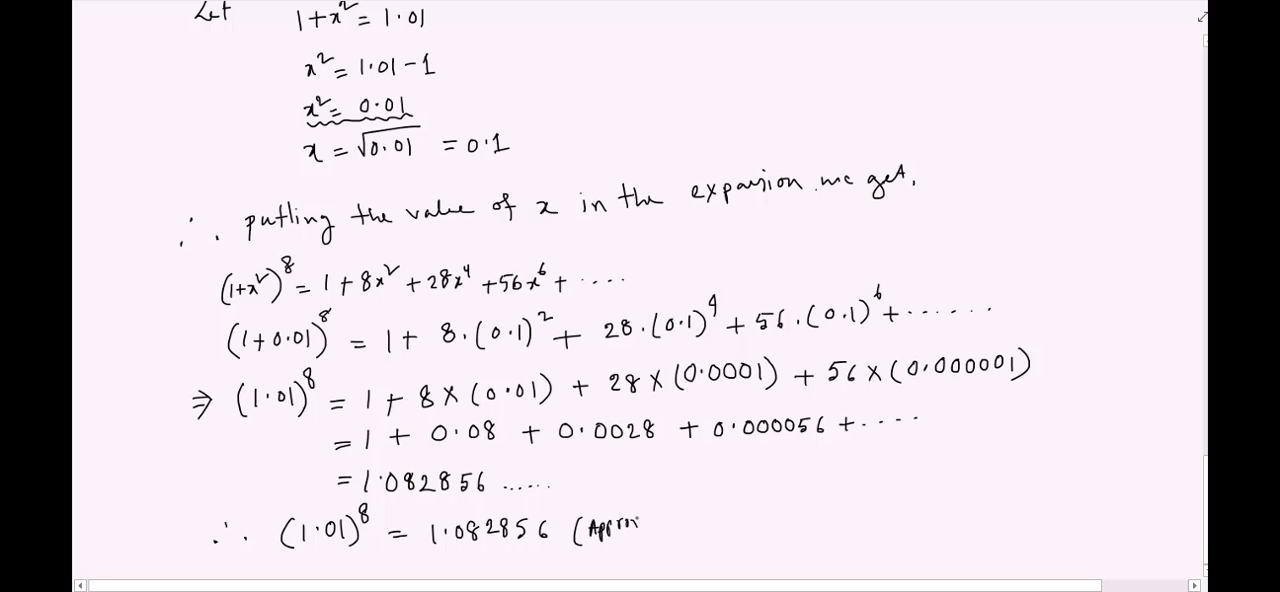 Let 1+x² = 1.01
x² = 1.01 - 1
x² = 0.01
x = √0.01 = 0.1
∴ putting the value of x in the expansion we get,
(1+x²)⁸ = 1 + 8x² + 28x⁴ + 56x⁶ + ....
(1+0.01)⁸ = 1 + 8.(0.1)² + 28.(0.1)⁴ + 56.(0.1)⁶ + .......
⇒ (1.01)⁸ = 1 + 8×(0.01) + 28×(0.0001) + 56×(0.000001)
= 1 + 0.08 + 0.0028 + 0.000056 + .....
= 1.082856 ......
∴ (1.01)⁸ = 1.082856 (Approx